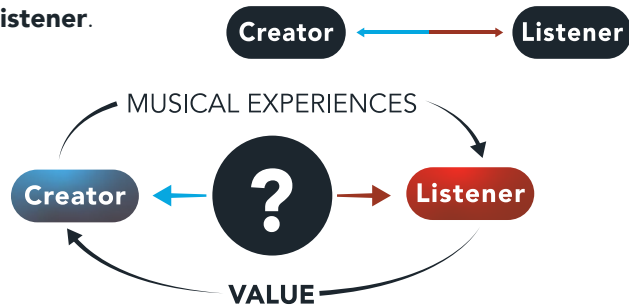 istener.
Creator Listener
MUSICAL EXPERIENCES
Creator ? Listener
VALUE